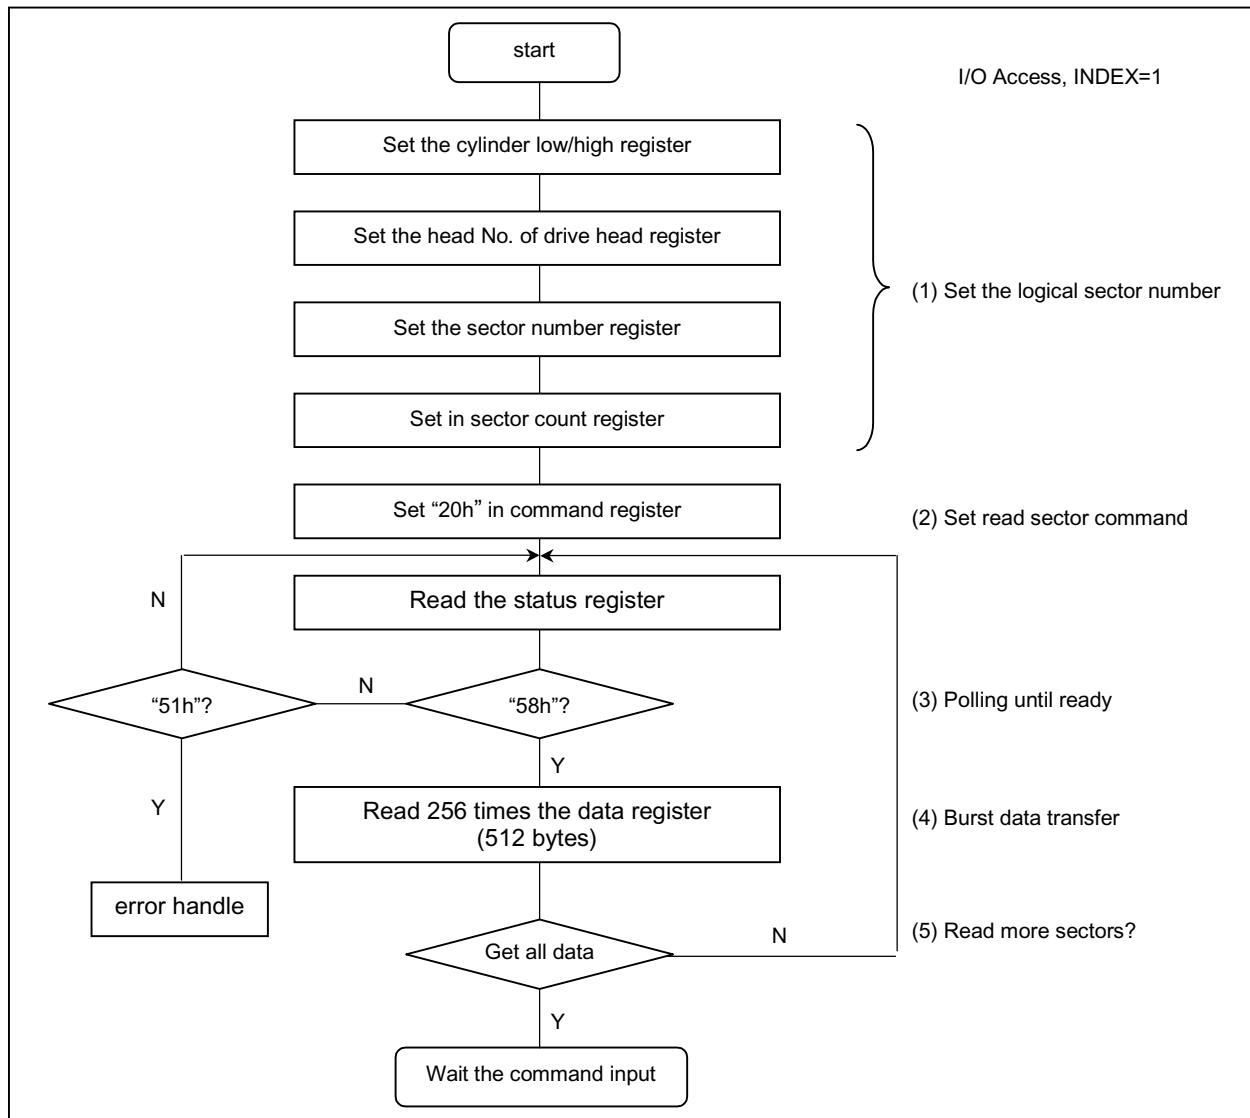 start
I/O Access, INDEX=1
Set the cylinder low/high register
Set the head No. of drive head register
(1) Set the logical sector number
Set the sector number register
Set in sector count register
Set “20h” in command register
(2) Set read sector command
N
Read the status register
“51h”?
N
“58h”?
(3) Polling until ready
Y
Y
Read 256 times the data register
(512 bytes)
(4) Burst data transfer
error handle
Get all data
N
(5) Read more sectors?
Y
Wait the command input